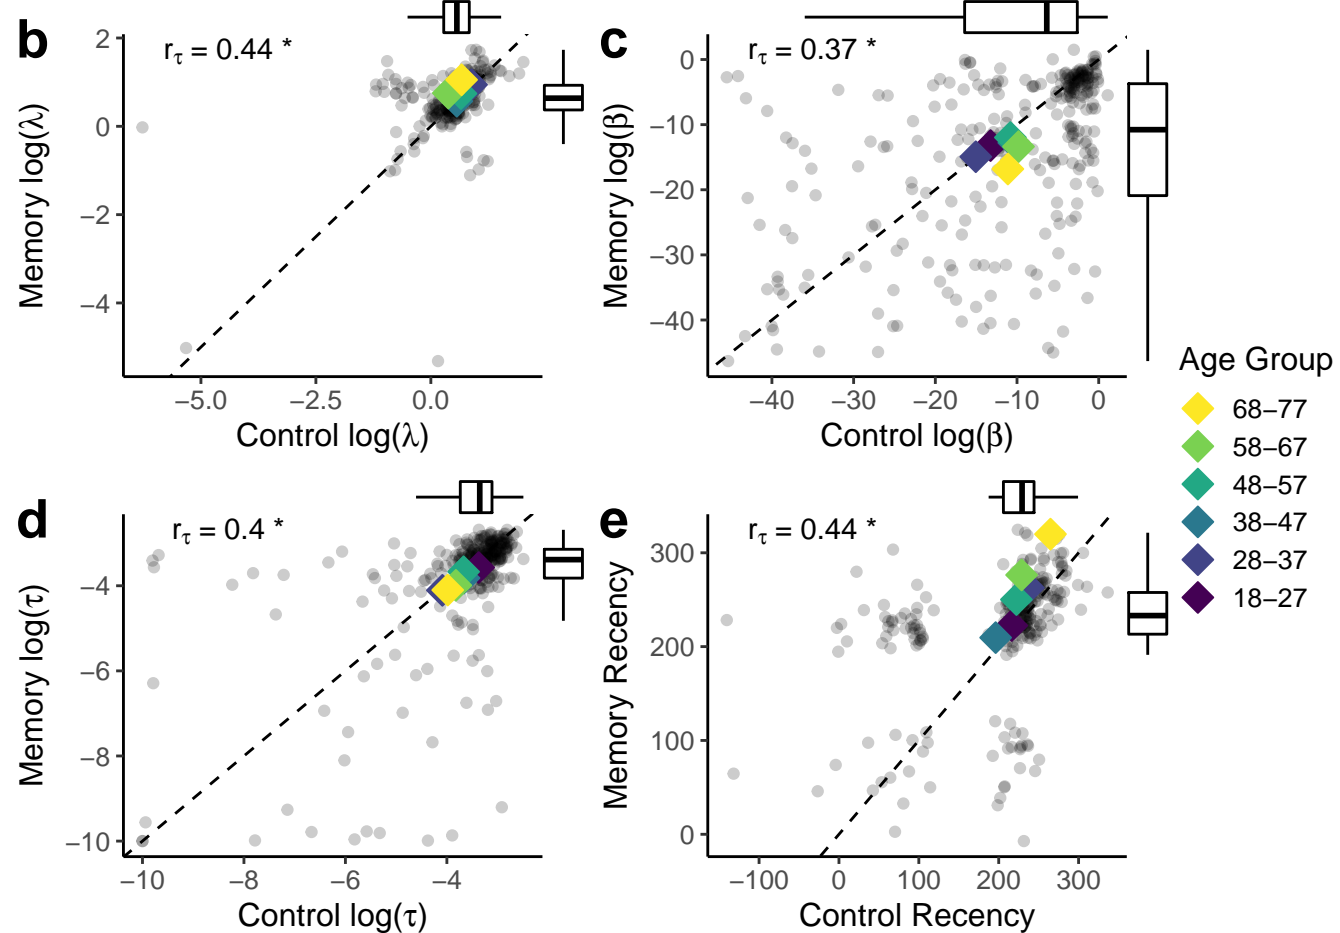 b
r_τ = 0.44 *
2
0
−2
−4
Memory log(λ)
−5.0
−2.5
0.0
Control log(λ)
c
r_τ = 0.37 *
0
−10
−20
−30
−40
Memory log(β)
−40
−30
−20
−10
0
Control log(β)
Age Group
68−77
58−67
48−57
38−47
28−37
18−27
d
r_τ = 0.4 *
−4
−6
−8
−10
Memory log(τ)
−10
−8
−6
−4
Control log(τ)
e
r_τ = 0.44 *
300
200
100
0
Memory Recency
−100
0
100
200
300
Control Recency